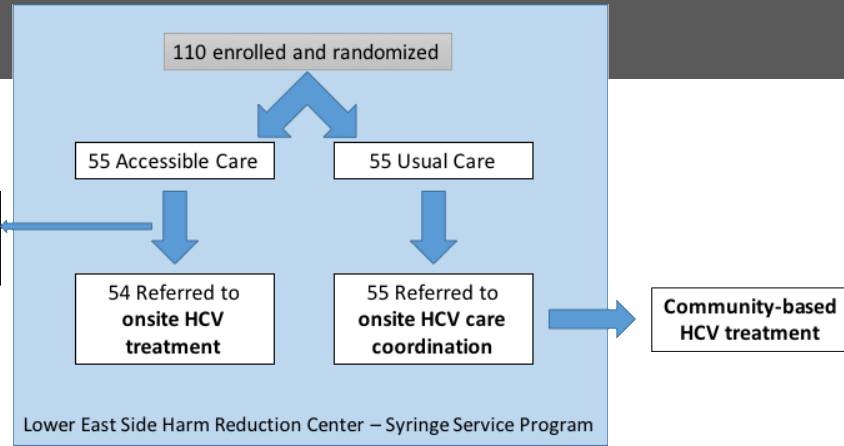 110 enrolled and randomized
55 Accessible Care
55 Usual Care
54 Referred to
onsite HCV
treatment
55 Referred to
onsite HCV care
coordination
Community-based
HCV treatment
Lower East Side Harm Reduction Center – Syringe Service Program